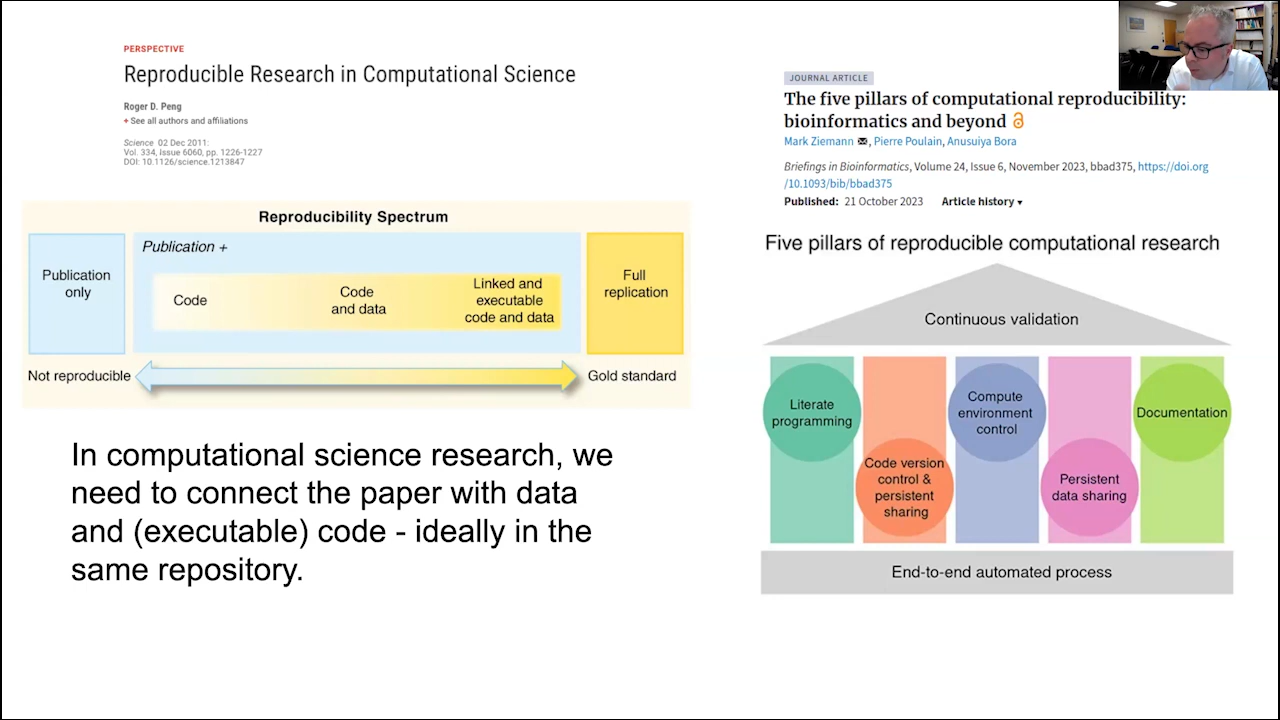 PERSPECTIVE
Reproducible Research in Computational Science
Roger D. Peng
+ See all authors and affiliations
Science 02 Dec 2011:
Vol. 334, Issue 6060, pp. 1226-1227
DOI: 10.1126/science.1213847
Reproducibility Spectrum
Publication only
Publication +
Code
Code
and data
Linked and
executable
code and data
Full
replication
Not reproducible
Gold standard
In computational science research, we
need to connect the paper with data
and (executable) code - ideally in the
same repository.
JOURNAL ARTICLE
The five pillars of computational reproducibility:
bioinformatics and beyond
Mark Ziemann, Pierre Poulain, Anusuiya Bora
Briefings in Bioinformatics, Volume 24, Issue 6, November 2023, bbad375, https://doi.org
/10.1093/bib/bbad375
Published: 21 October 2023 Article history
Five pillars of reproducible computational research
Continuous validation
Literate
programming
Code version
control &
persistent
sharing
Compute
environment
control
Persistent
data sharing
Documentation
End-to-end automated process